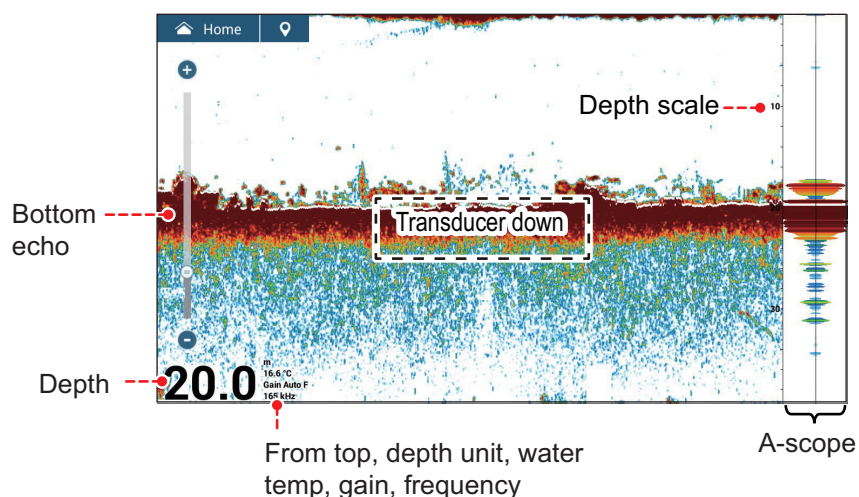 Home
+
Depth scale
10
Bottom
echo
Transducer down
30
-
Depth
20.0
m
16.6 °C
Gain Auto F
165 kHz
A-scope
From top, depth unit, water
temp, gain, frequency